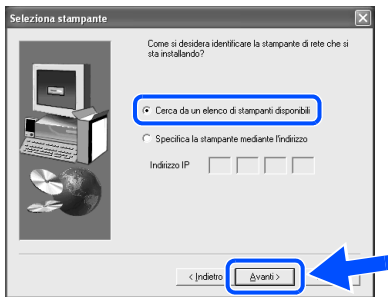 Seleziona stampante
Come si desidera identificare la stampante di rete che si
sta installando?
Cerca da un elenco di stampanti disponibili
Specifica la stampante mediante l'indirizzo
Indirizzo IP
< Indietro
Avanti >